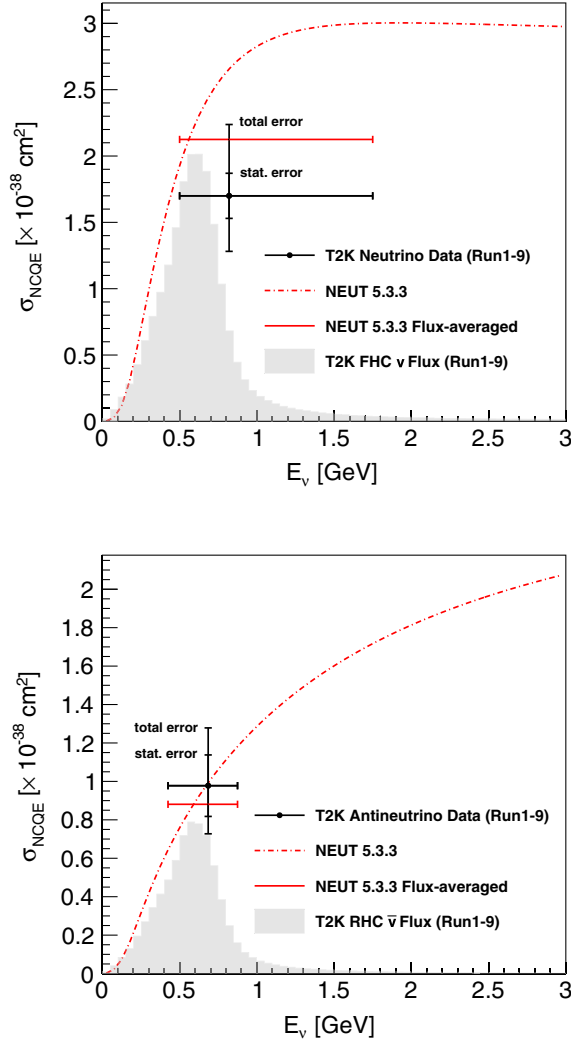 3
2.5
2
1.5
1
0.5
0
σNCQE [× 10-38 cm2]
total error
stat. error
T2K Neutrino Data (Run1-9)
NEUT 5.3.3
NEUT 5.3.3 Flux-averaged
T2K FHC ν Flux (Run1-9)
0 0.5 1 1.5 2 2.5 3
Eν [GeV]
2
1.8
1.6
1.4
1.2
1
0.8
0.6
0.4
0.2
0
σNCQE [× 10-38 cm2]
total error
stat. error
T2K Antineutrino Data (Run1-9)
NEUT 5.3.3
NEUT 5.3.3 Flux-averaged
T2K RHC ν̅ Flux (Run1-9)
0 0.5 1 1.5 2 2.5 3
Eν [GeV]